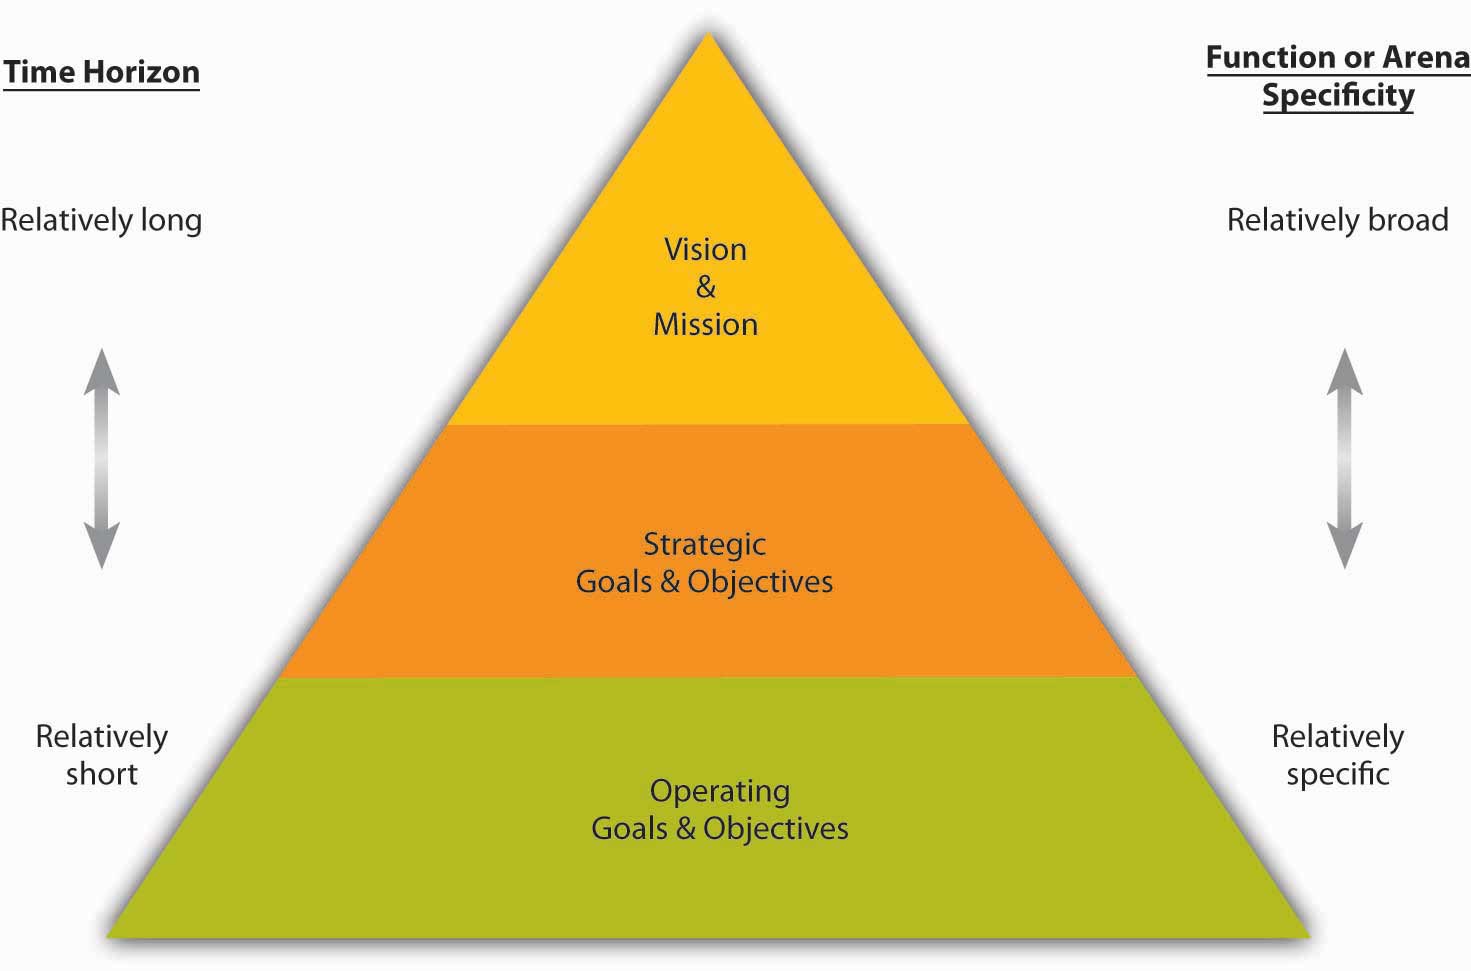 Time Horizon
Function or Arena
Specificity
Relatively long
Relatively broad
Vision
&
Mission
Strategic
Goals & Objectives
Relatively
short
Relatively
specific
Operating
Goals & Objectives